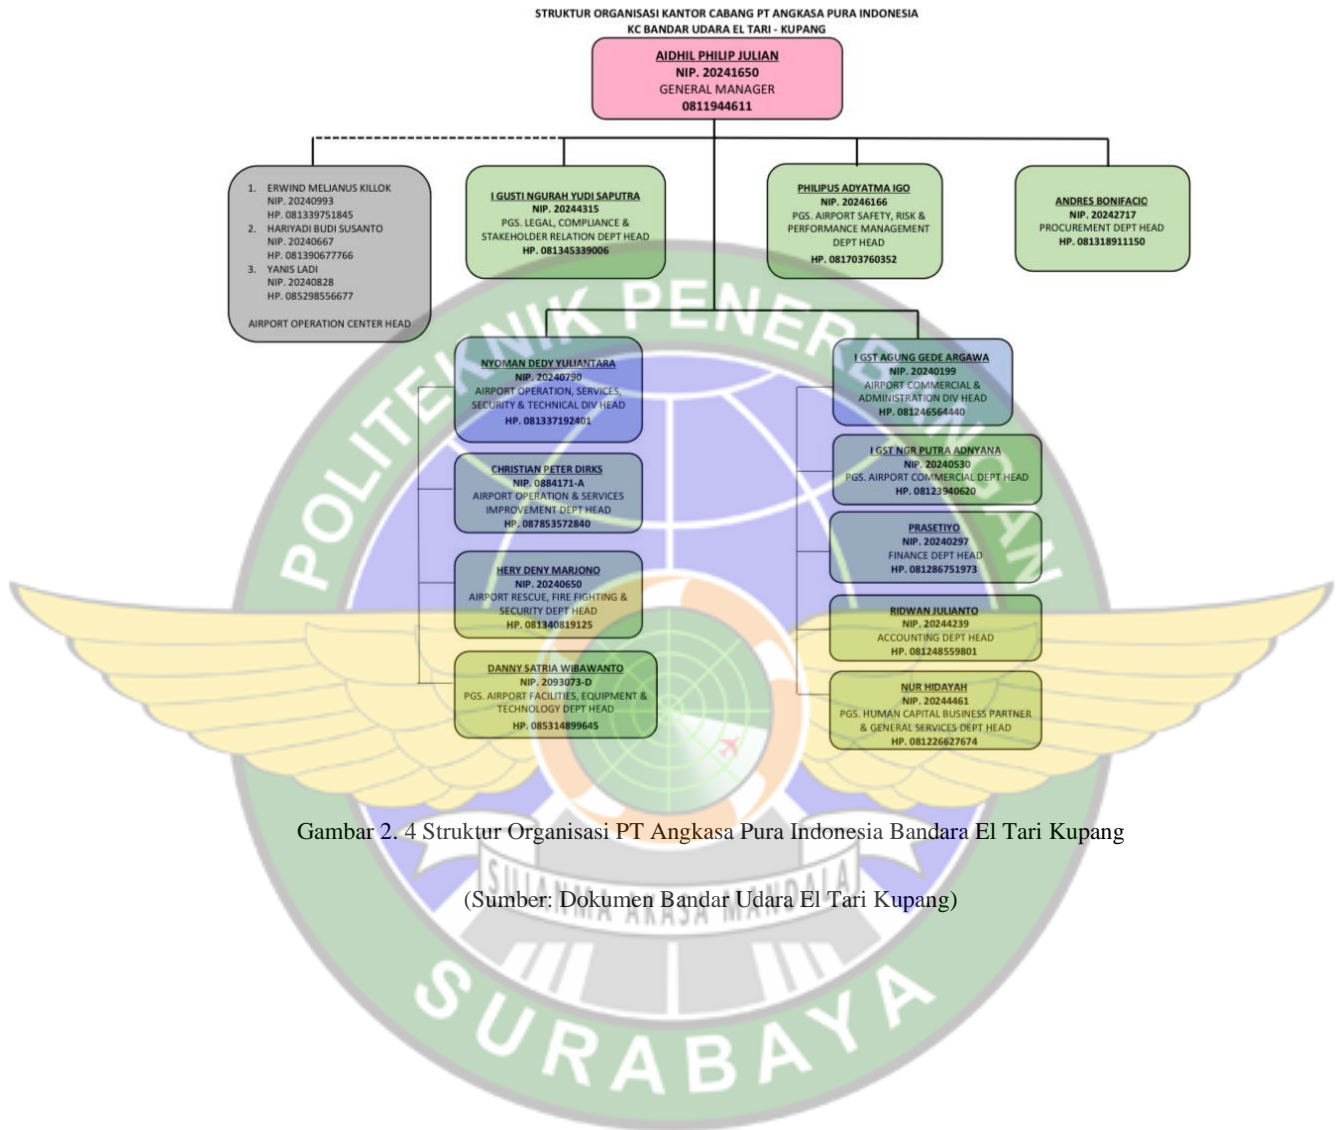 STRUKTUR ORGANISASI KANTOR CABANG PT ANGKASA PURA INDONESIA
KC BANDAR UDARA EL TARI - KUPANG
AIDHIL PHILIP JULIAN
NIP. 20241650
GENERAL MANAGER
0811944611
1. ERWIND MELIANUS KILLOK
NIP. 20240993
HP. 081339751845
2. HARIYADI BUDI SUSANTO
NIP. 20240667
HP. 081390677766
3. YANIS LADI
NIP. 20240828
HP. 085298556677
AIRPORT OPERATION CENTER HEAD
I GUSTI NGURAH YUDI SAPUTRA
NIP. 20244315
PGS. LEGAL, COMPLIANCE &
STAKEHOLDER RELATION DEPT HEAD
HP. 081345339006
PHILIPUS ADYATMA IGO
NIP. 20246166
PGS. AIRPORT SAFETY, RISK &
PERFORMANCE MANAGEMENT
DEPT HEAD
HP. 081703760352
ANDRES BONIFACIO
NIP. 20242717
PROCUREMENT DEPT HEAD
HP. 081318911150
NYOMAN DEDY YULIANTARA
NIP. 20240790
AIRPORT OPERATION, SERVICES,
SECURITY & TECHNICAL DIV HEAD
HP. 081337192401
CHRISTIAN PETER DIRKS
NIP. 0884171-A
AIRPORT OPERATION & SERVICES
IMPROVEMENT DEPT HEAD
HP. 087853572840
HERY DENY MARJONO
NIP. 20240650
AIRPORT RESCUE, FIRE FIGHTING &
SECURITY DEPT HEAD
HP. 081340819125
DANNY SATRIA WIBAWANTO
NIP. 2093073-D
PGS. AIRPORT FACILITIES, EQUIPMENT &
TECHNOLOGY DEPT HEAD
HP. 085314899645
I GST AGUNG GEDE ARGAWA
NIP. 20240199
AIRPORT COMMERCIAL &
ADMINISTRATION DIV HEAD
HP. 081246564440
I GST NGR PUTRA ADNYANA
NIP. 20240530
PGS. AIRPORT COMMERCIAL DEPT HEAD
HP. 08123940620
PRASETIYO
NIP. 20240297
FINANCE DEPT HEAD
HP. 081286751973
RIDWAN JULIANTO
NIP. 20244239
ACCOUNTING DEPT HEAD
HP. 081248559801
NUR HIDAYAH
NIP. 20244461
PGS. HUMAN CAPITAL BUSINESS PARTNER
& GENERAL SERVICES DEPT HEAD
HP. 081226627674
Gambar 2. 4 Struktur Organisasi PT Angkasa Pura Indonesia Bandara El Tari Kupang
(Sumber: Dokumen Bandar Udara El Tari Kupang)
POLITEKNIK PENERBANGAN
AKASA MANDALA
SURABAYA